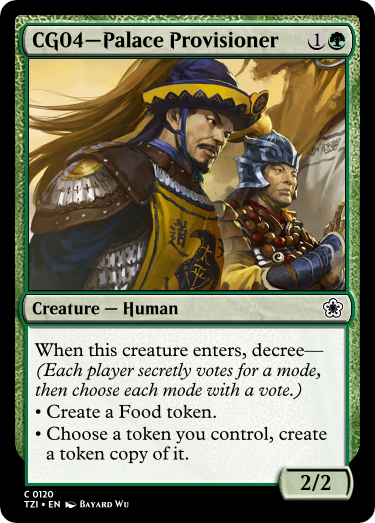 CG04—Palace Provisioner 1
Creature — Human
When this creature enters, decree—
(Each player secretly votes for a mode,
then choose each mode with a vote.)
• Create a Food token.
• Choose a token you control, create
a token copy of it.
2/2
C 0120
TZI • EN Bayard Wu